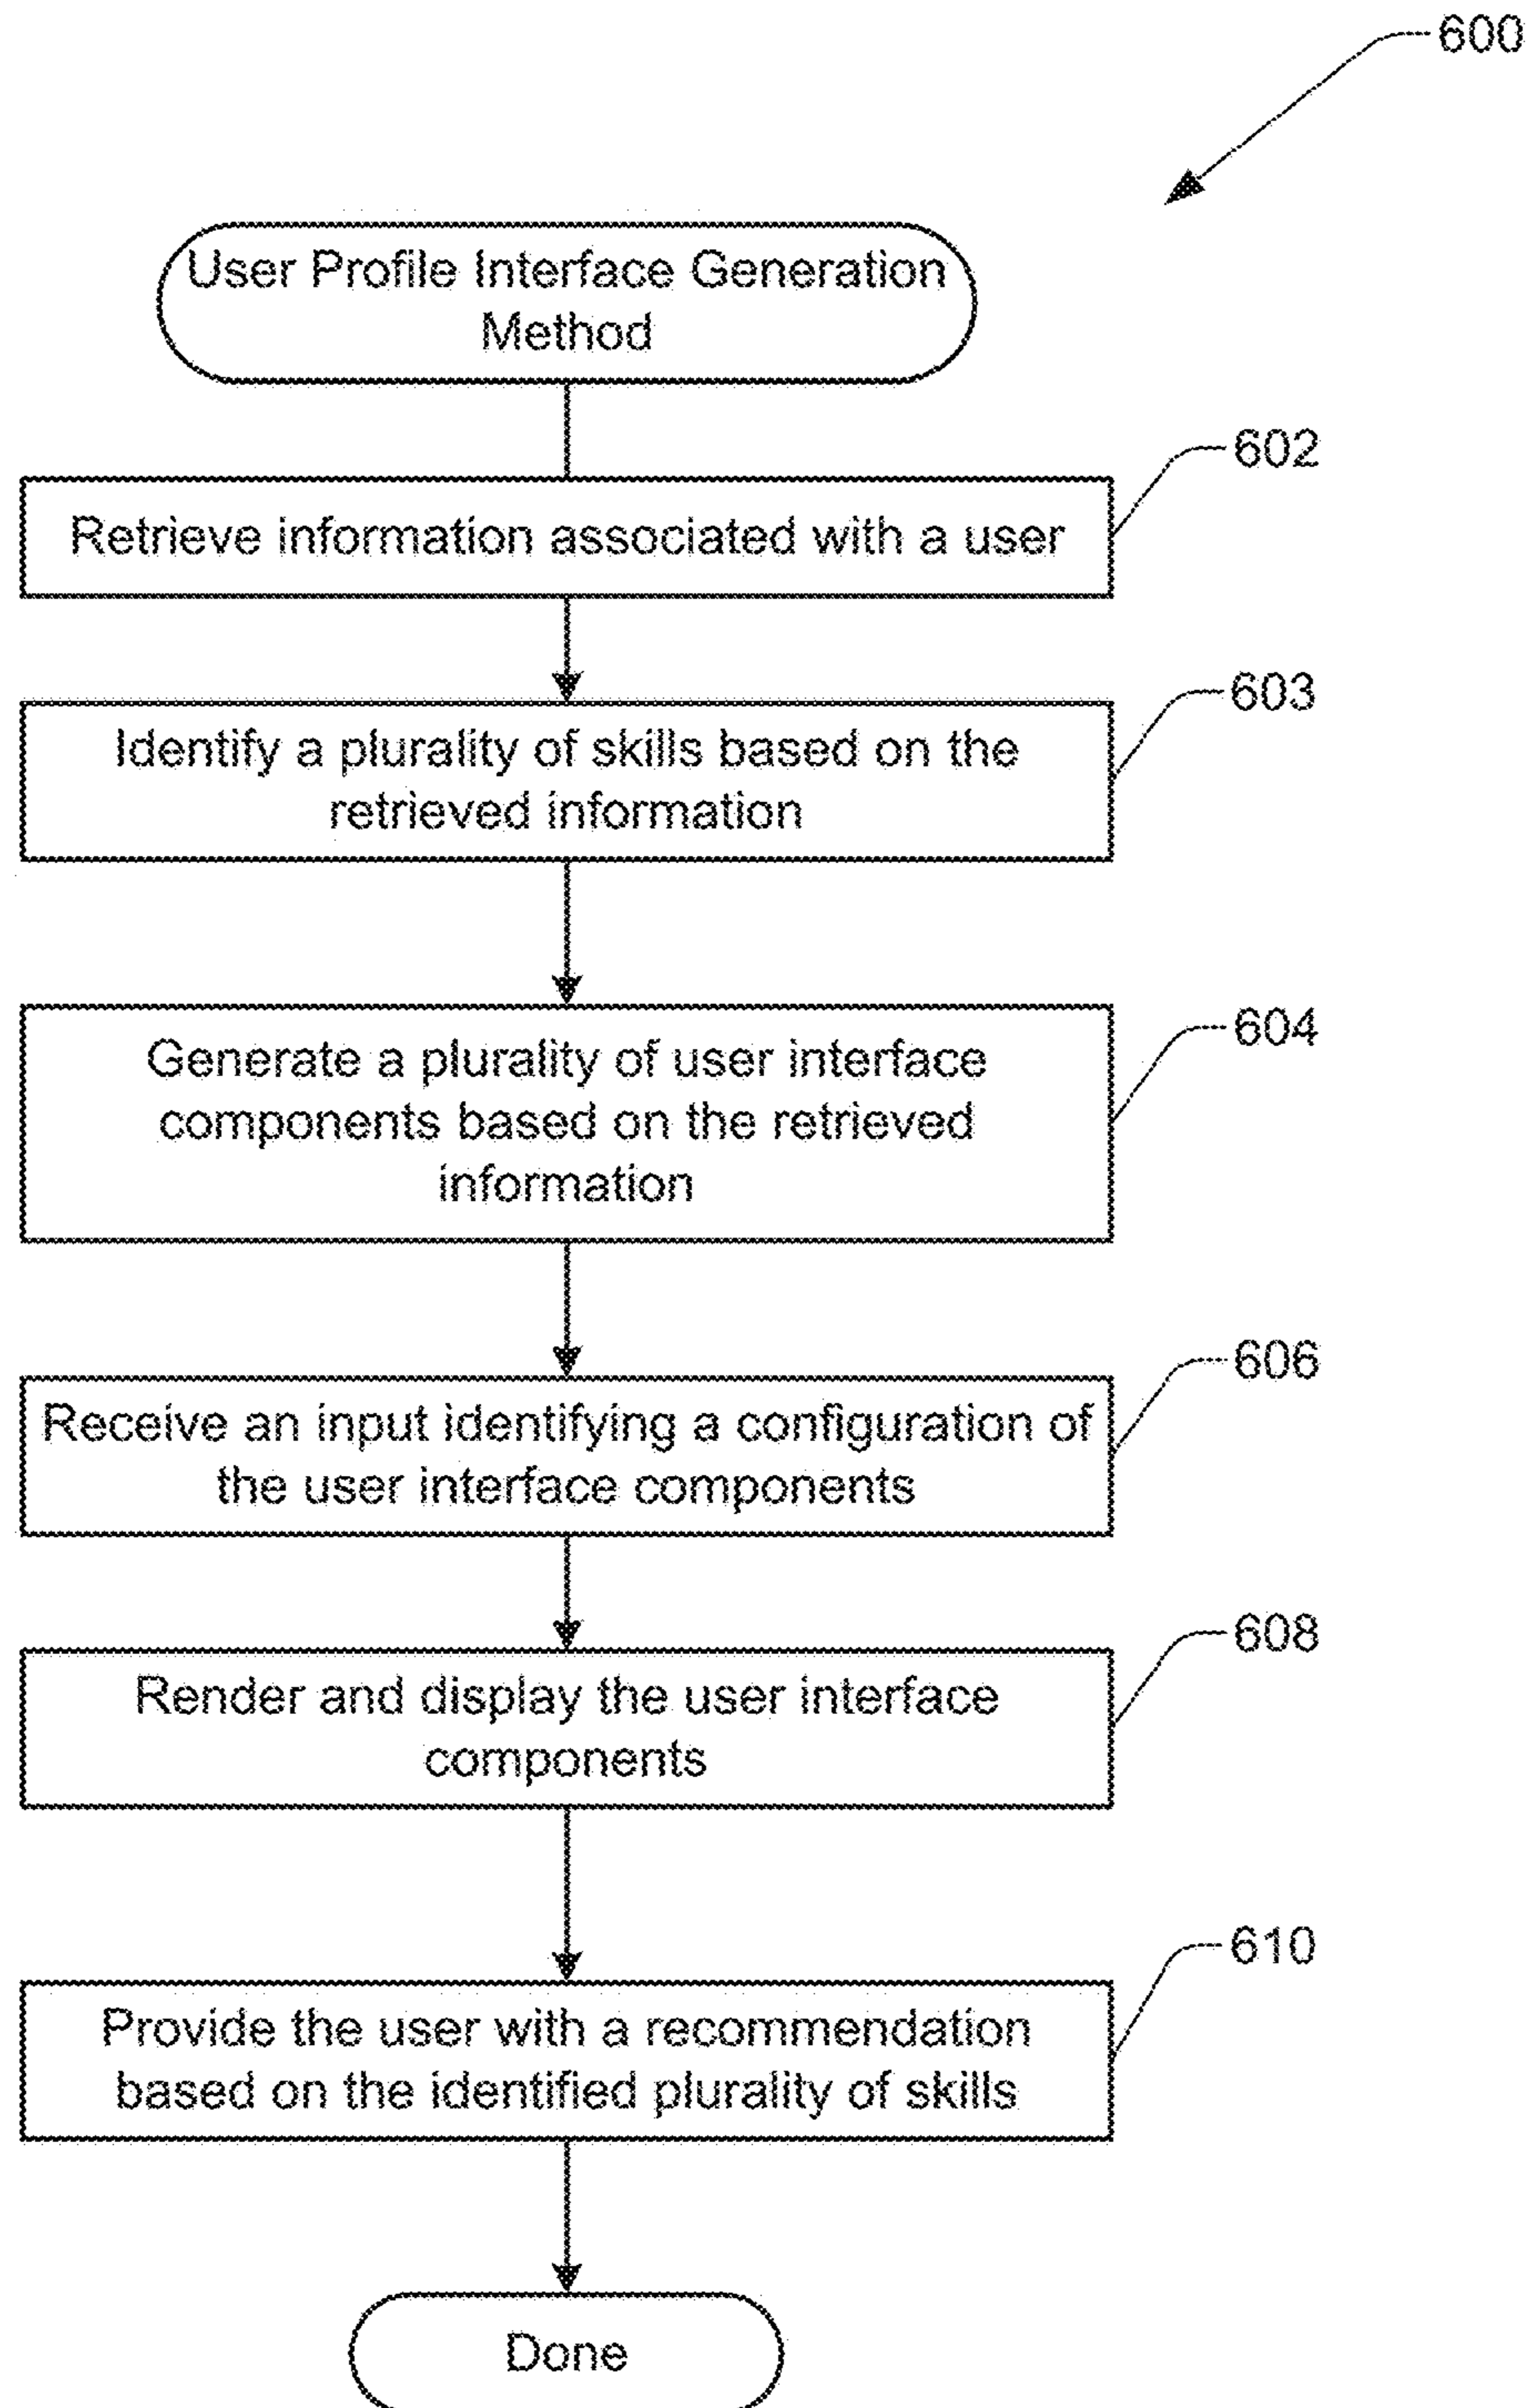 600
User Profile Interface Generation
Method
602
Retrieve information associated with a user
603
Identify a plurality of skills based on the
retrieved information
604
Generate a plurality of user interface
components based on the retrieved
information
606
Receive an input identifying a configuration of
the user interface components
608
Render and display the user interface
components
610
Provide the user with a recommendation
based on the identified plurality of skills
Done